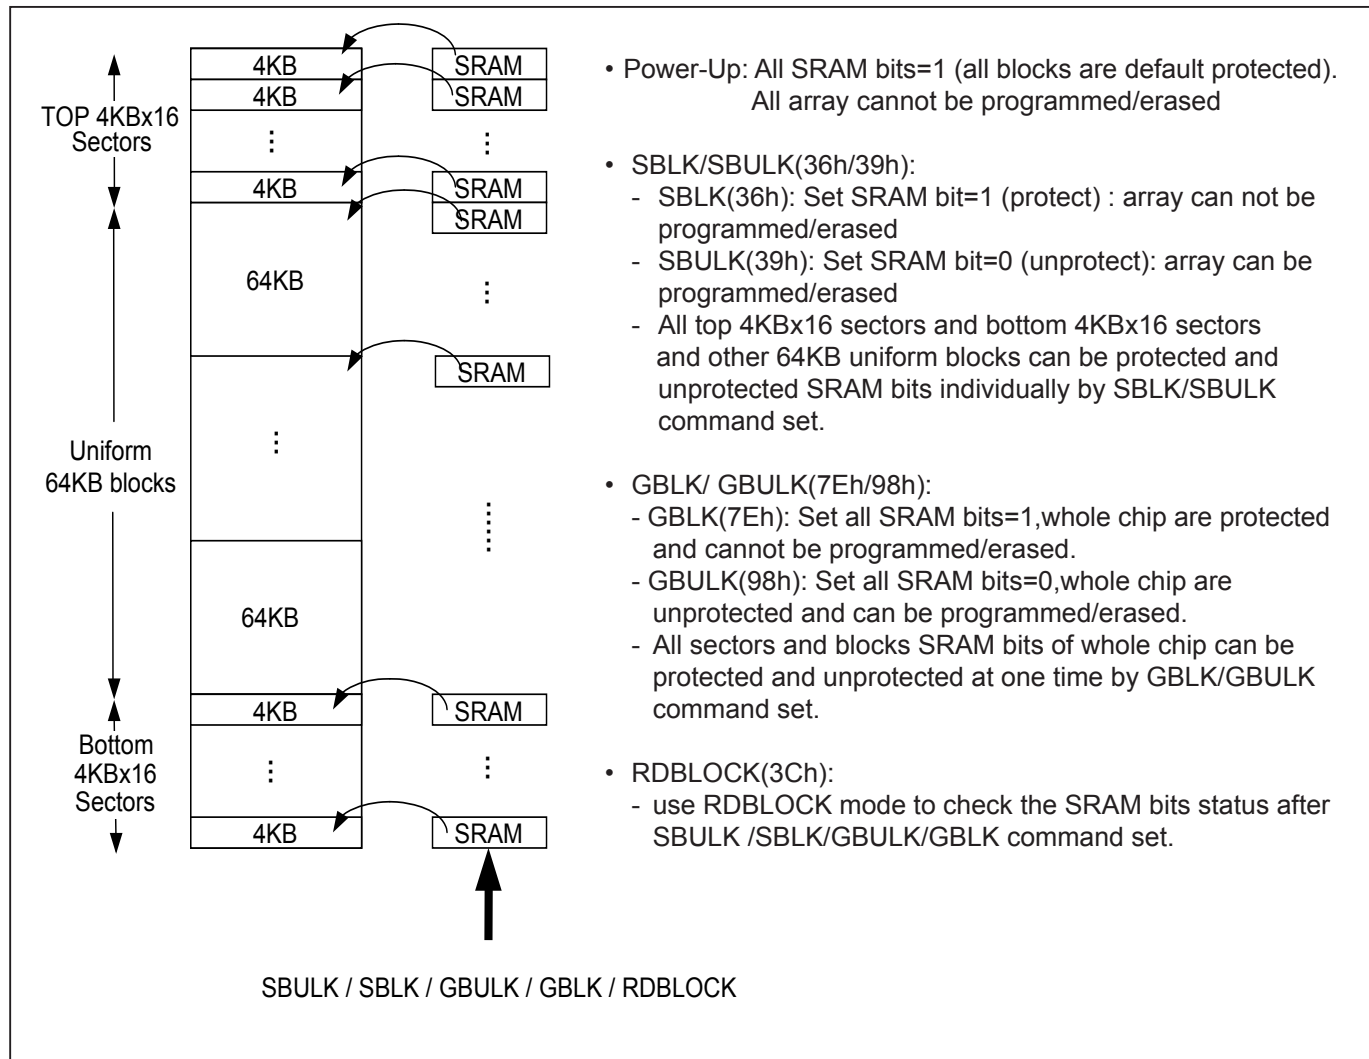 4KB
4KB
⋮
4KB
64KB
⋮
64KB
4KB
⋮
4KB
TOP 4KBx16
Sectors
Uniform
64KB blocks
Bottom
4KBx16
Sectors
SRAM
SRAM
⋮
SRAM
SRAM
⋮
SRAM
⋮
SRAM
⋮
SRAM
SBULK / SBLK / GBULK / GBLK / RDBLOCK
• Power-Up: All SRAM bits=1 (all blocks are default protected).
All array cannot be programmed/erased
• SBLK/SBULK(36h/39h):
- SBLK(36h): Set SRAM bit=1 (protect) : array can not be
programmed/erased
- SBULK(39h): Set SRAM bit=0 (unprotect): array can be
programmed/erased
- All top 4KBx16 sectors and bottom 4KBx16 sectors
and other 64KB uniform blocks can be protected and
unprotected SRAM bits individually by SBLK/SBULK
command set.
• GBLK/ GBULK(7Eh/98h):
- GBLK(7Eh): Set all SRAM bits=1,whole chip are protected
and cannot be programmed/erased.
- GBULK(98h): Set all SRAM bits=0,whole chip are
unprotected and can be programmed/erased.
- All sectors and blocks SRAM bits of whole chip can be
protected and unprotected at one time by GBLK/GBULK
command set.
• RDBLOCK(3Ch):
- use RDBLOCK mode to check the SRAM bits status after
SBULK /SBLK/GBULK/GBLK command set.